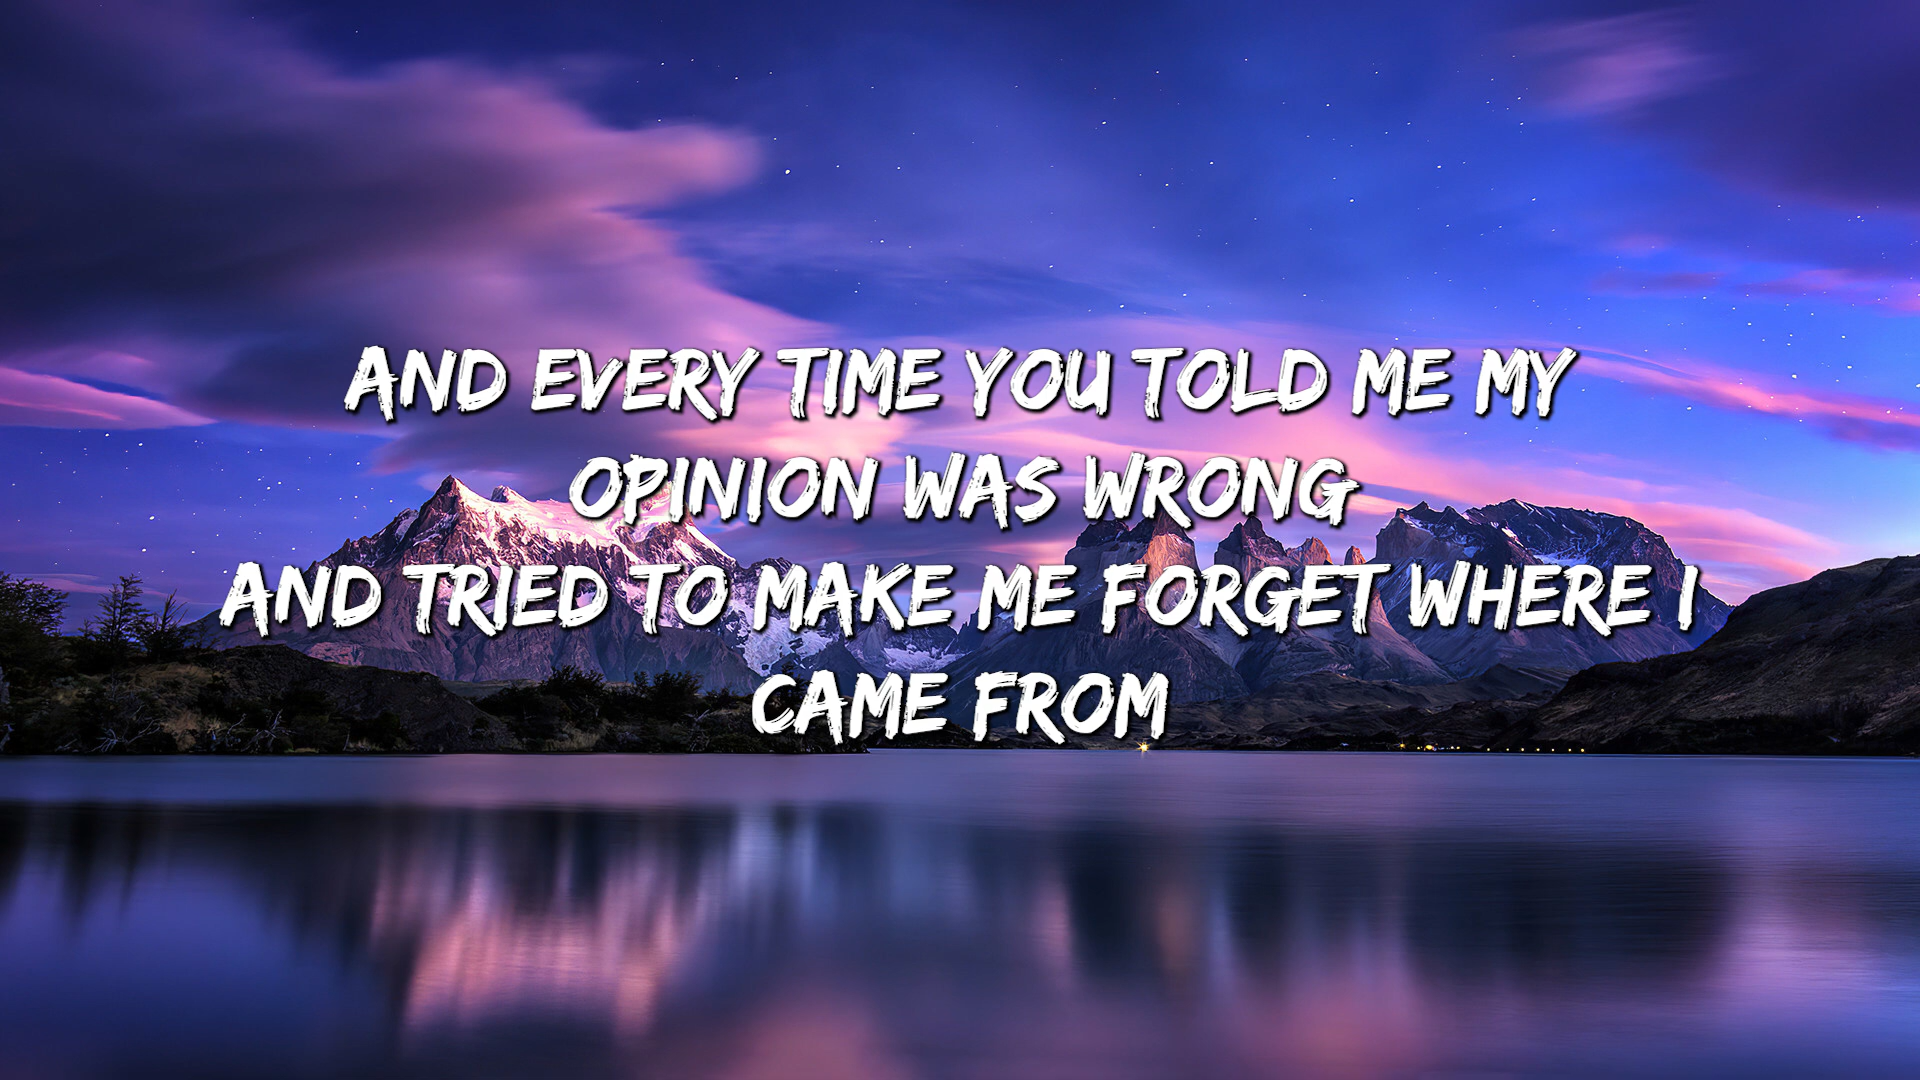 AND EVERY TIME YOU TOLD ME MY
OPINION WAS WRONG
AND TRIED TO MAKE ME FORGET WHERE I
CAME FROM